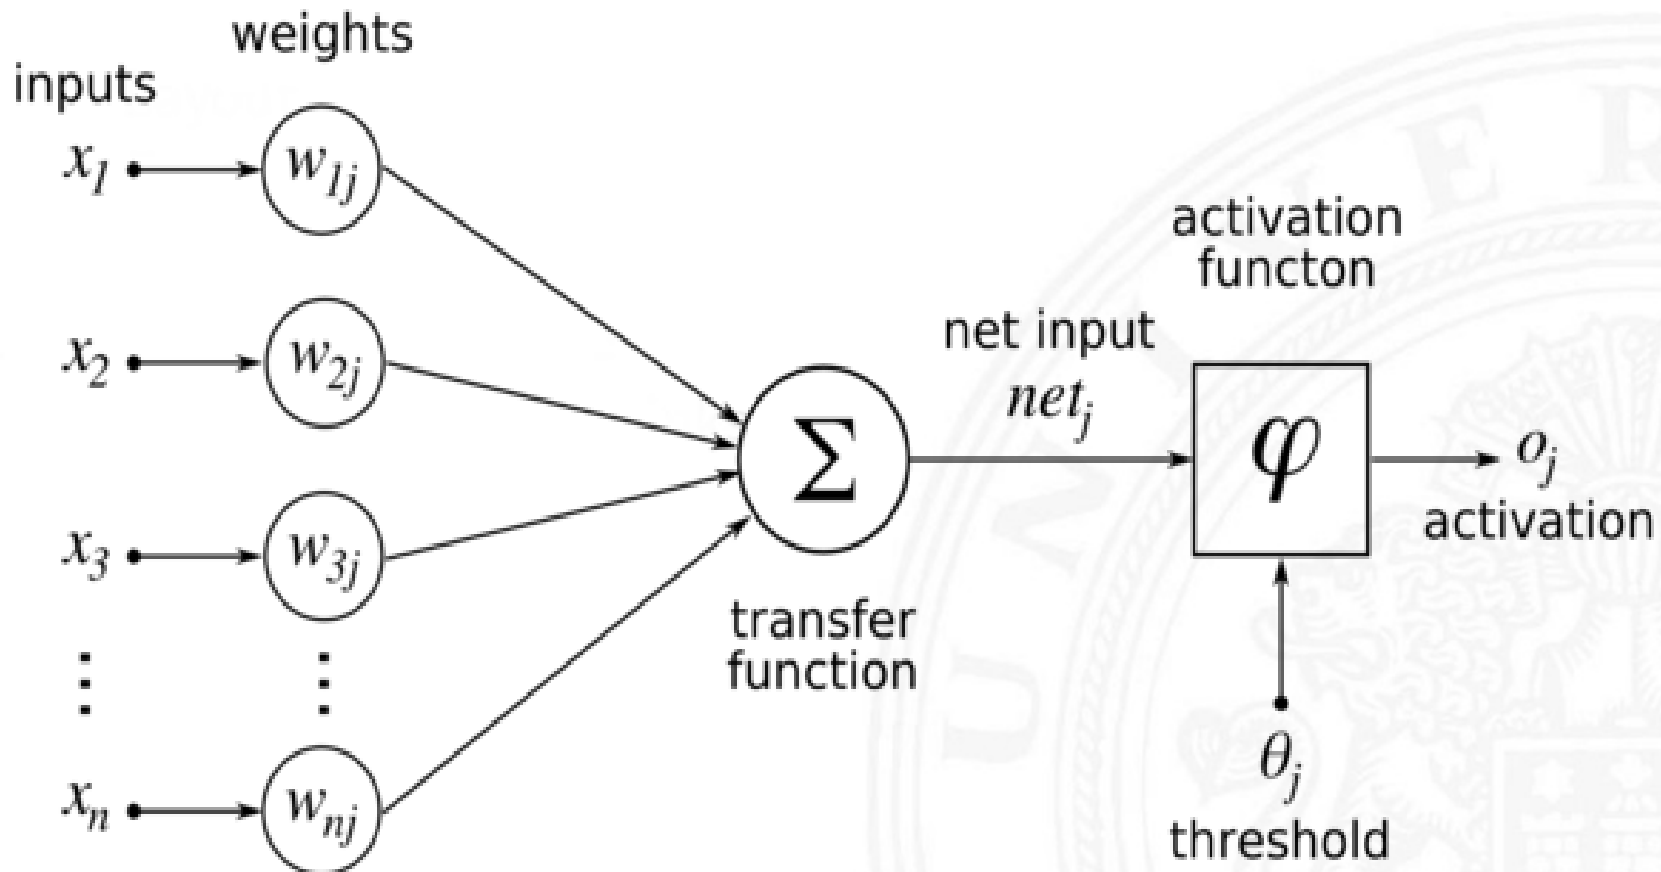 weights
inputs
x₁
w₁ⱼ
x₂
w₂ⱼ
x₃
w₃ⱼ
⋮
⋮
xₙ
wₙⱼ
Σ
transfer
function
net input
netⱼ
activation
functon
φ
oⱼ
activation
θⱼ
threshold
U N I V E R